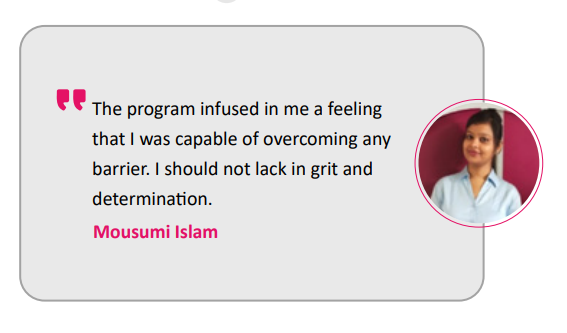 The program infused in me a feeling
that I was capable of overcoming any
barrier. I should not lack in grit and
determination.
Mousumi Islam